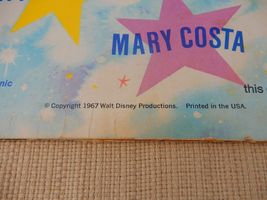 MARY COSTA
nic
this
© Copyright 1967 Walt Disney Productions. Printed in the USA.